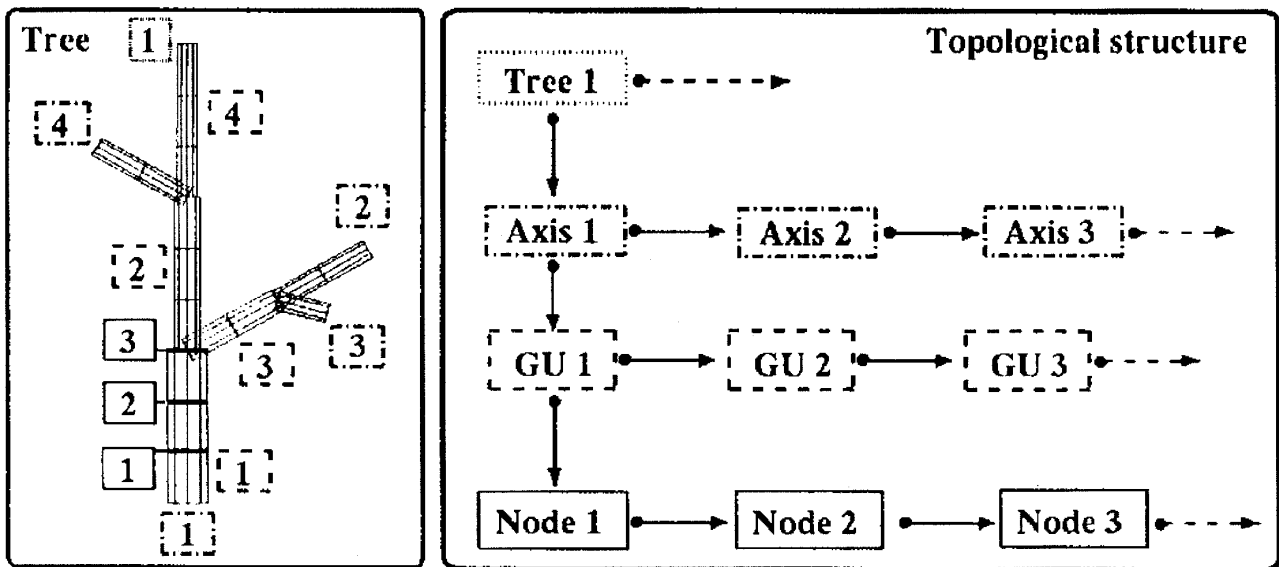 Tree
1
4
4
2
2
3
3
3
2
1
1
1
Topological structure
Tree 1
Axis 1
Axis 2
Axis 3
GU 1
GU 2
GU 3
Node 1
Node 2
Node 3